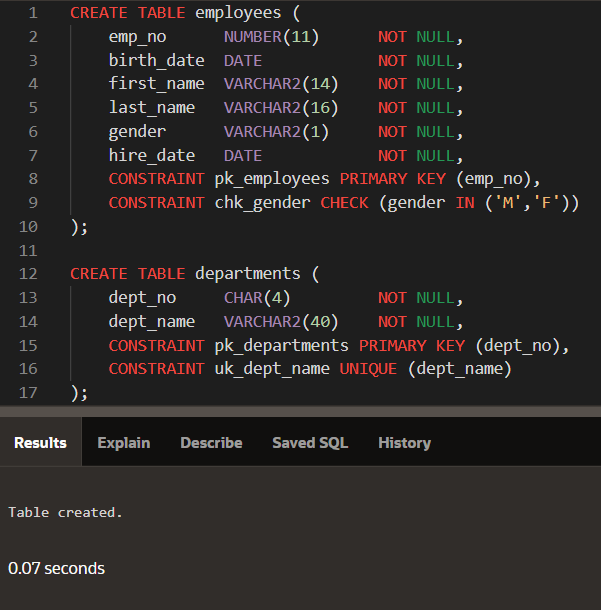 1 CREATE TABLE employees (
2     emp_no      NUMBER(11)      NOT NULL,
3     birth_date  DATE            NOT NULL,
4     first_name  VARCHAR2(14)    NOT NULL,
5     last_name   VARCHAR2(16)    NOT NULL,
6     gender      VARCHAR2(1)     NOT NULL,
7     hire_date   DATE            NOT NULL,
8     CONSTRAINT pk_employees PRIMARY KEY (emp_no),
9     CONSTRAINT chk_gender CHECK (gender IN ('M','F'))
10 );
11
12 CREATE TABLE departments (
13     dept_no     CHAR(4)         NOT NULL,
14     dept_name   VARCHAR2(40)    NOT NULL,
15     CONSTRAINT pk_departments PRIMARY KEY (dept_no),
16     CONSTRAINT uk_dept_name UNIQUE (dept_name)
17 );
Results Explain Describe Saved SQL History
Table created.
0.07 seconds